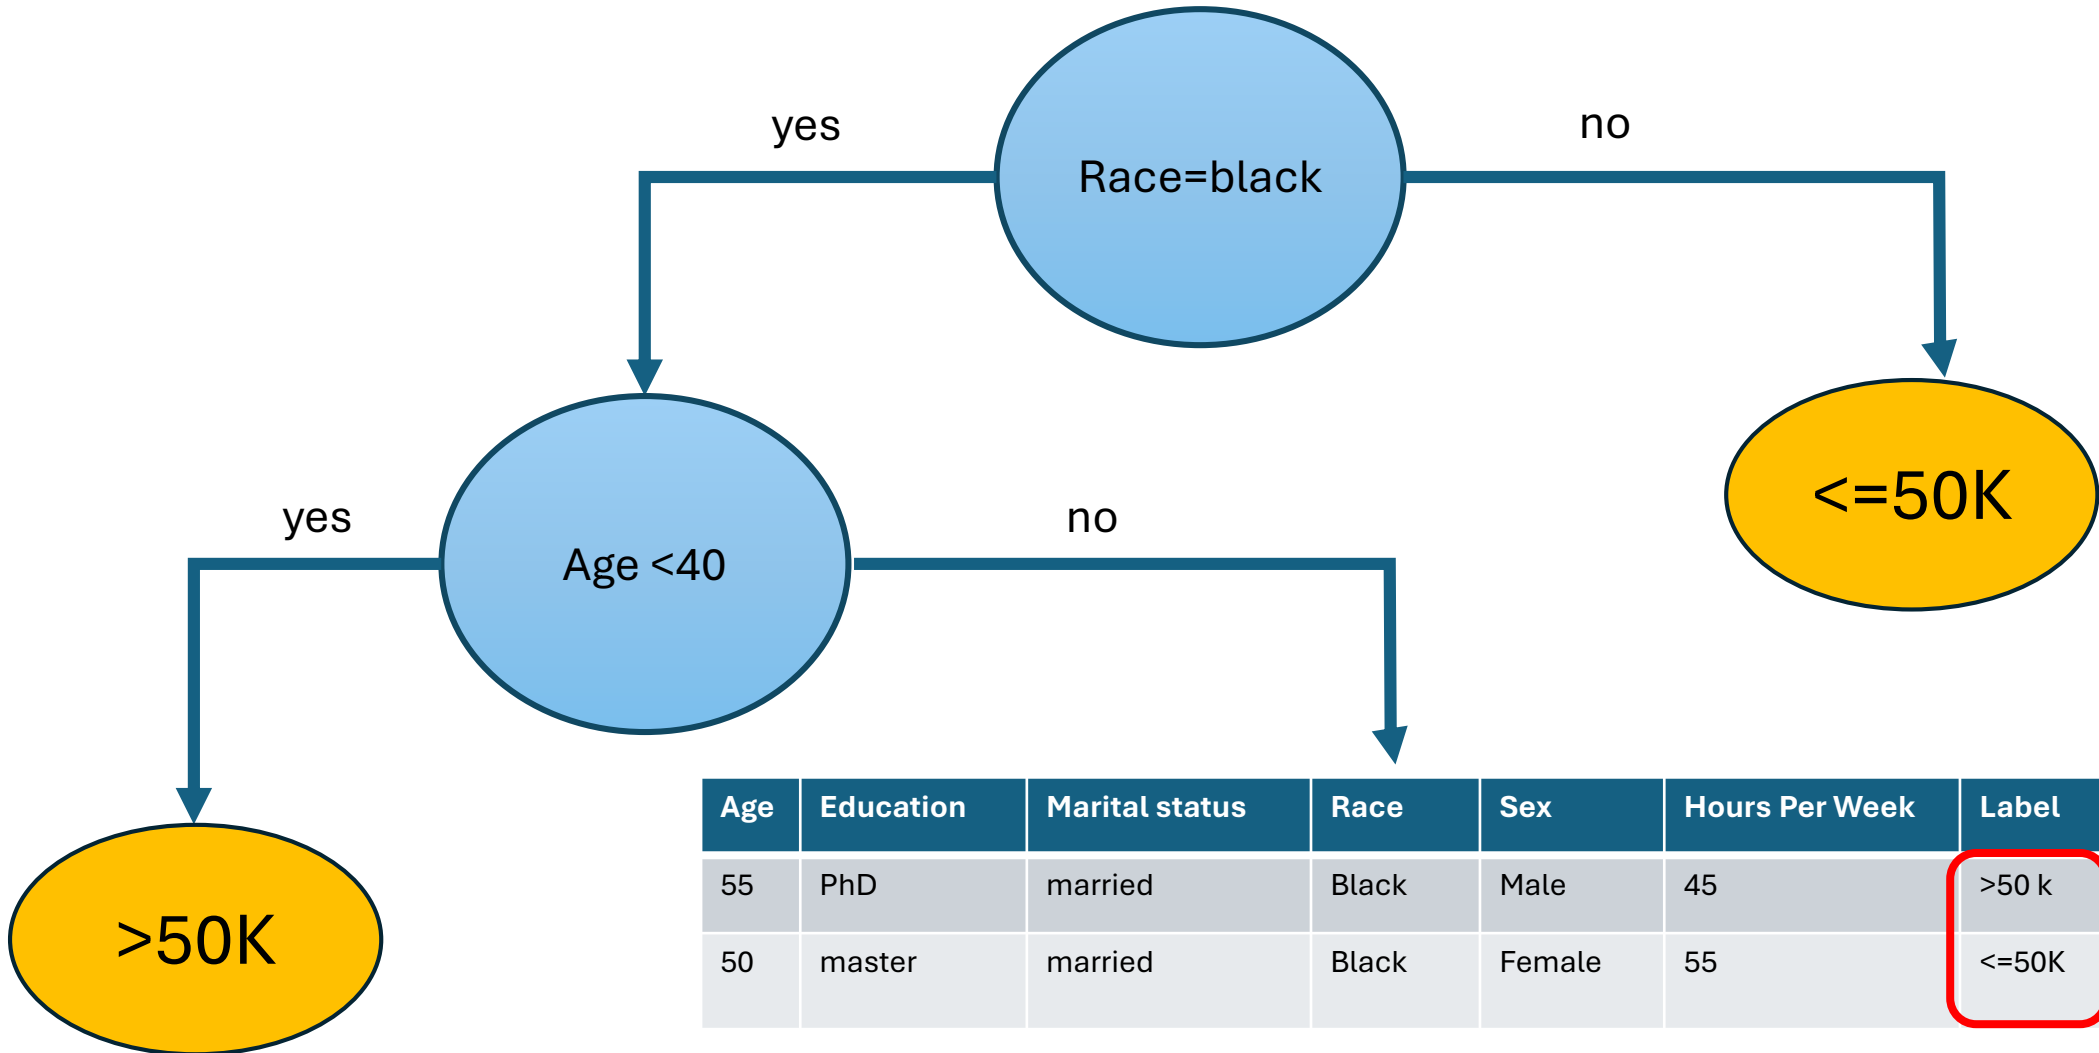 yes
no
Race=black
<=50K
yes
no
Age <40
>50K
Age Education Marital status Race Sex Hours Per Week Label
55 PhD married Black Male 45 >50 k
50 master married Black Female 55 <=50K